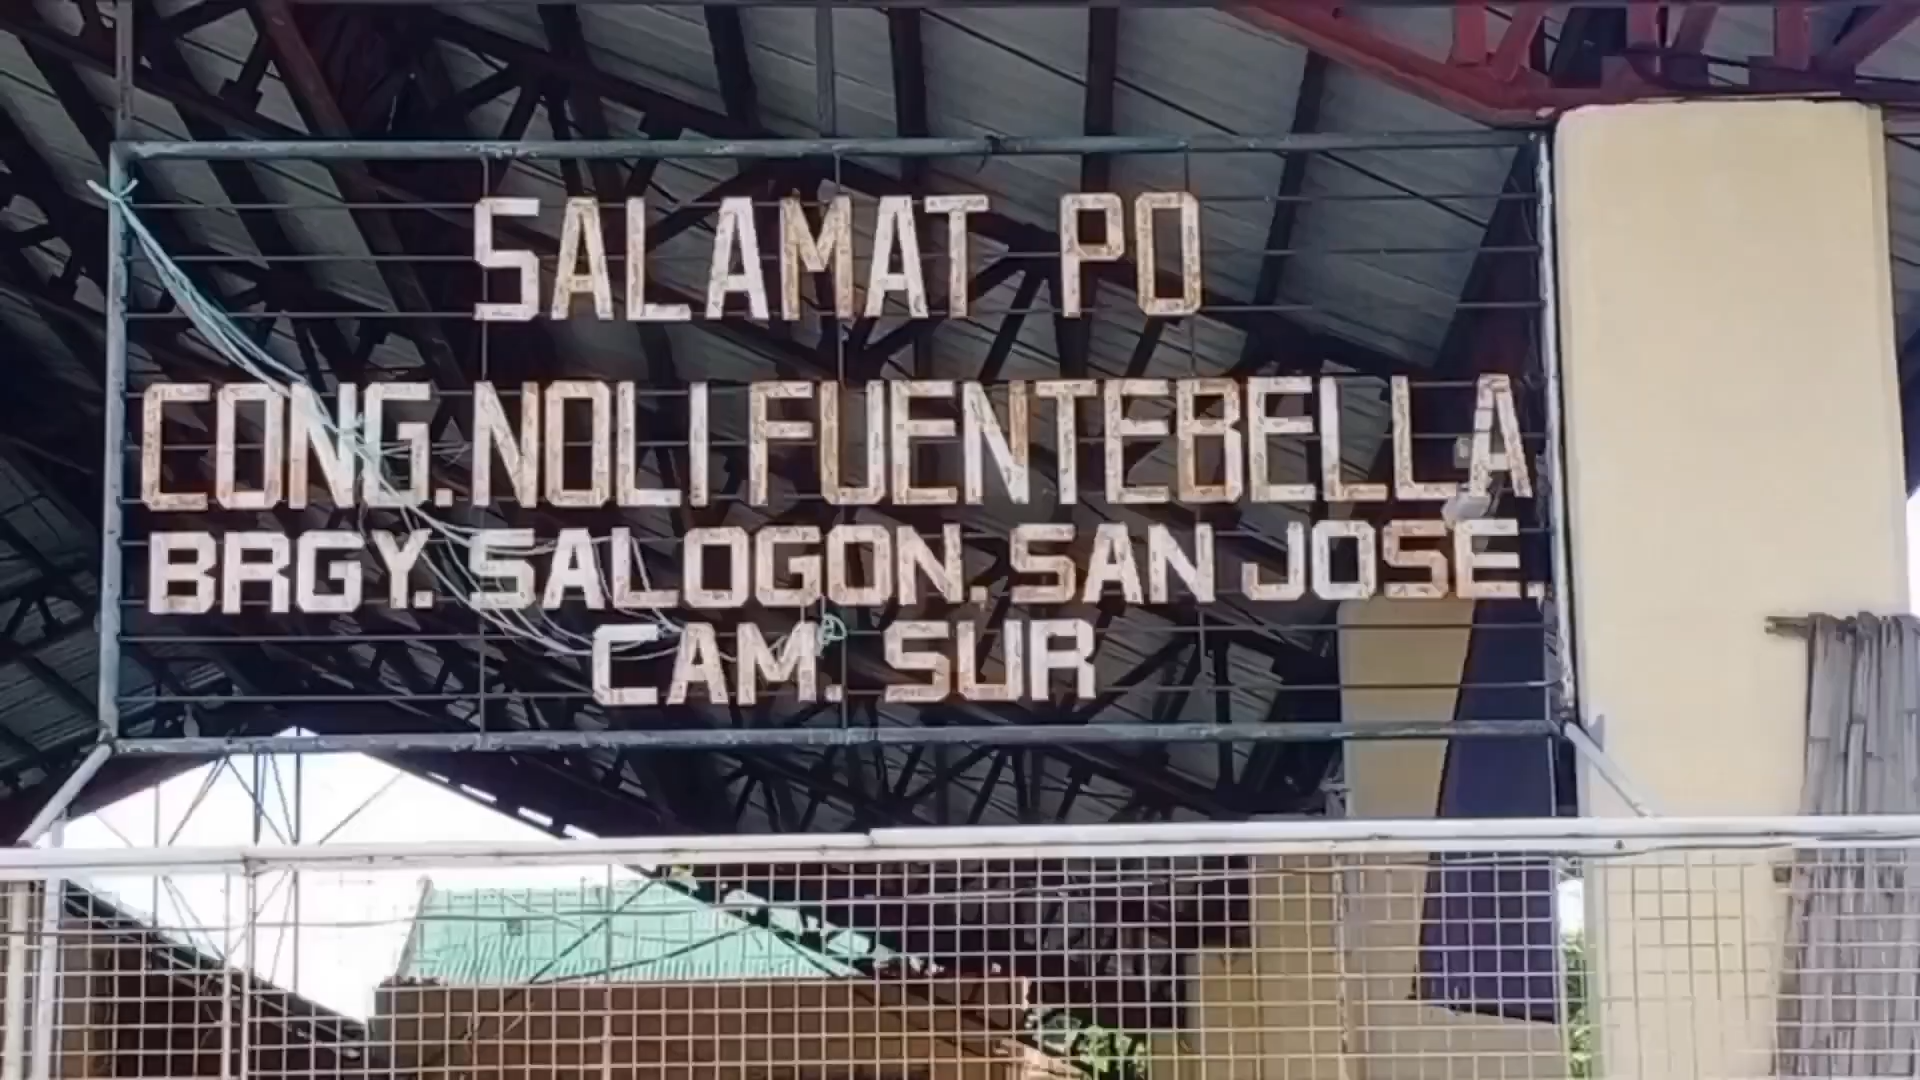 SALAMAT PO
CONG. NOLI FUENTEBELLA
BRGY. SALOGON, SAN JOSE,
CAM. SUR